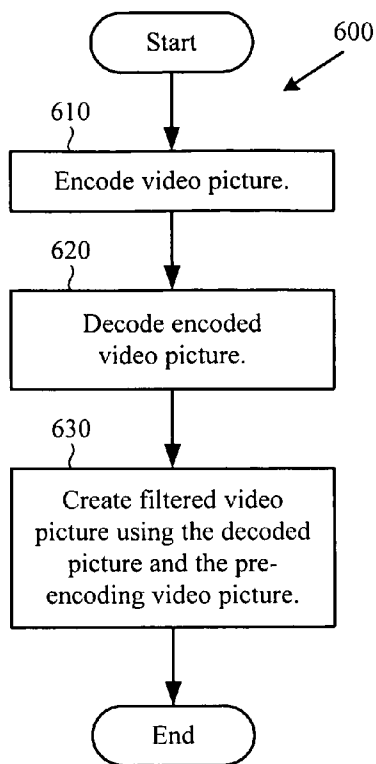 Start
600
610
Encode video picture.
620
Decode encoded
video picture.
630
Create filtered video
picture using the decoded
picture and the pre-
encoding video picture.
End